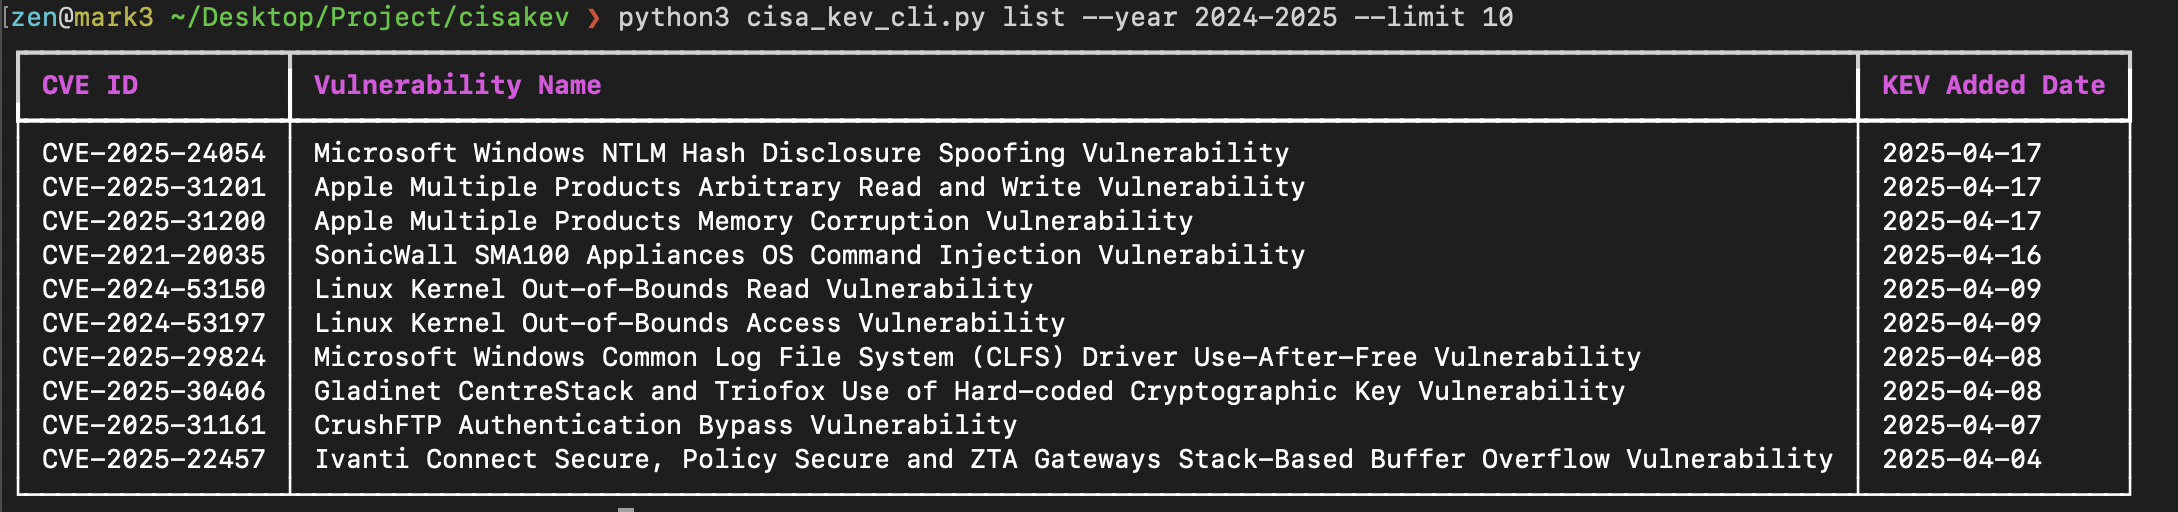 [zen@mark3 ~/Desktop/Project/cisakev ❯ python3 cisa_kev_cli.py list --year 2024-2025 --limit 10
CVE ID Vulnerability Name KEV Added Date
CVE-2025-24054 Microsoft Windows NTLM Hash Disclosure Spoofing Vulnerability 2025-04-17
CVE-2025-31201 Apple Multiple Products Arbitrary Read and Write Vulnerability 2025-04-17
CVE-2025-31200 Apple Multiple Products Memory Corruption Vulnerability 2025-04-17
CVE-2021-20035 SonicWall SMA100 Appliances OS Command Injection Vulnerability 2025-04-16
CVE-2024-53150 Linux Kernel Out-of-Bounds Read Vulnerability 2025-04-09
CVE-2024-53197 Linux Kernel Out-of-Bounds Access Vulnerability 2025-04-09
CVE-2025-29824 Microsoft Windows Common Log File System (CLFS) Driver Use-After-Free Vulnerability 2025-04-08
CVE-2025-30406 Gladinet CentreStack and Triofox Use of Hard-coded Cryptographic Key Vulnerability 2025-04-08
CVE-2025-31161 CrushFTP Authentication Bypass Vulnerability 2025-04-07
CVE-2025-22457 Ivanti Connect Secure, Policy Secure and ZTA Gateways Stack-Based Buffer Overflow Vulnerability 2025-04-04